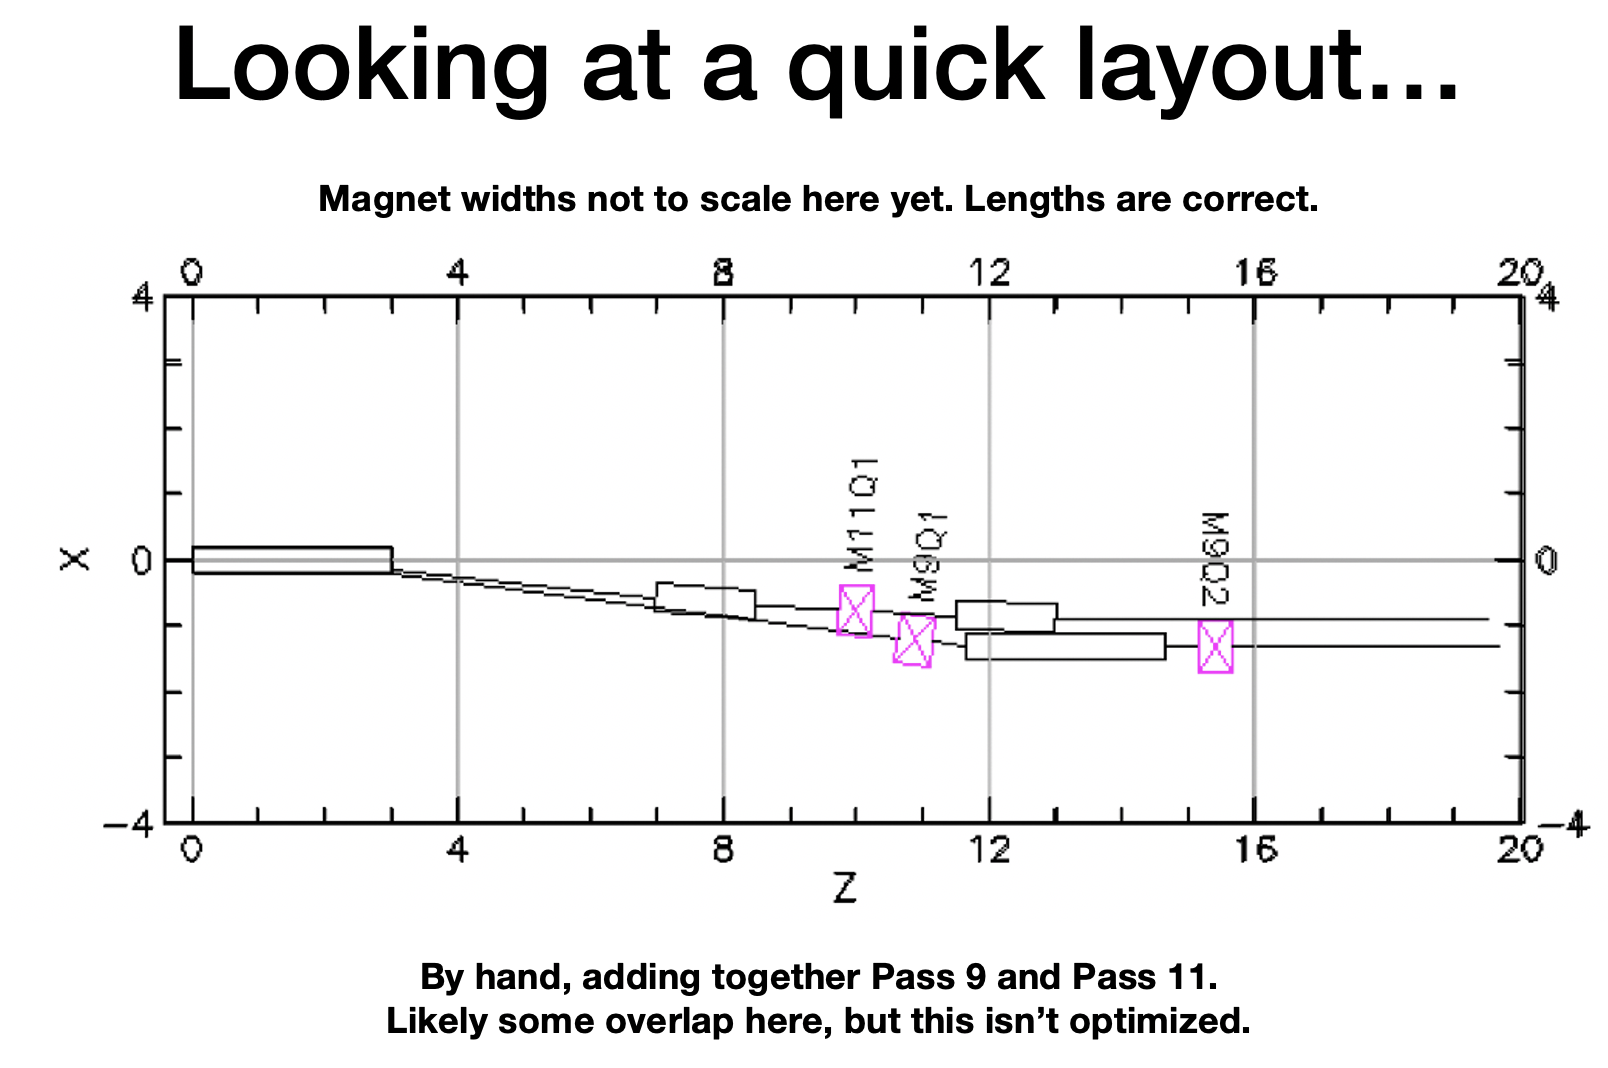 Looking at a quick layout...
Magnet widths not to scale here yet. Lengths are correct.
0 4 8 12 16 20
4 4
M11Q1
M9Q1
M9Q2
X 0 0
-4 -4
0 4 8 12 16 20
Z
By hand, adding together Pass 9 and Pass 11.
Likely some overlap here, but this isn’t optimized.